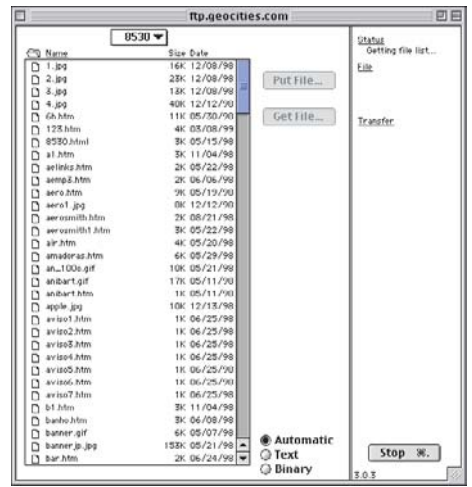 ftp.geocities.com
8530
Name Size Date
1.jpg 16K 12/08/98
2.jpg 23K 12/08/98
3.jpg 13K 12/08/98
4.jpg 40K 12/12/98
6h.htm 11K 05/30/98
123.htm 4K 03/08/99
8530.html 3K 05/15/98
a1.htm 3K 11/04/98
aelinks.htm 2K 05/22/98
aemp3.htm 2K 06/06/98
aero.htm 9K 05/19/98
aero1.jpg 0K 12/12/98
aerosmith.htm 2K 08/21/98
aerosmith1.htm 3K 05/22/98
air.htm 4K 05/20/98
amadoras.htm 6K 05/29/98
an_100e.gif 10K 05/21/98
anibart.gif 17K 05/11/98
anibart.htm 1K 05/11/98
apple.jpg 10K 12/13/98
aviso1.htm 1K 06/25/98
aviso2.htm 1K 06/25/98
aviso3.htm 1K 06/25/98
aviso4.htm 1K 06/25/98
aviso5.htm 1K 06/25/98
aviso6.htm 1K 06/25/98
aviso7.htm 1K 06/25/98
b1.htm 3K 11/04/98
banho.htm 3K 06/08/98
banner.gif 6K 05/07/98
bannerjp.jpg 153K 05/21/98
bar.htm 2K 06/24/98
Put File...
Get File...
Automatic
Text
Binary
Status
Getting file list...
File
Transfer
Stop ⌘.
3.0.3